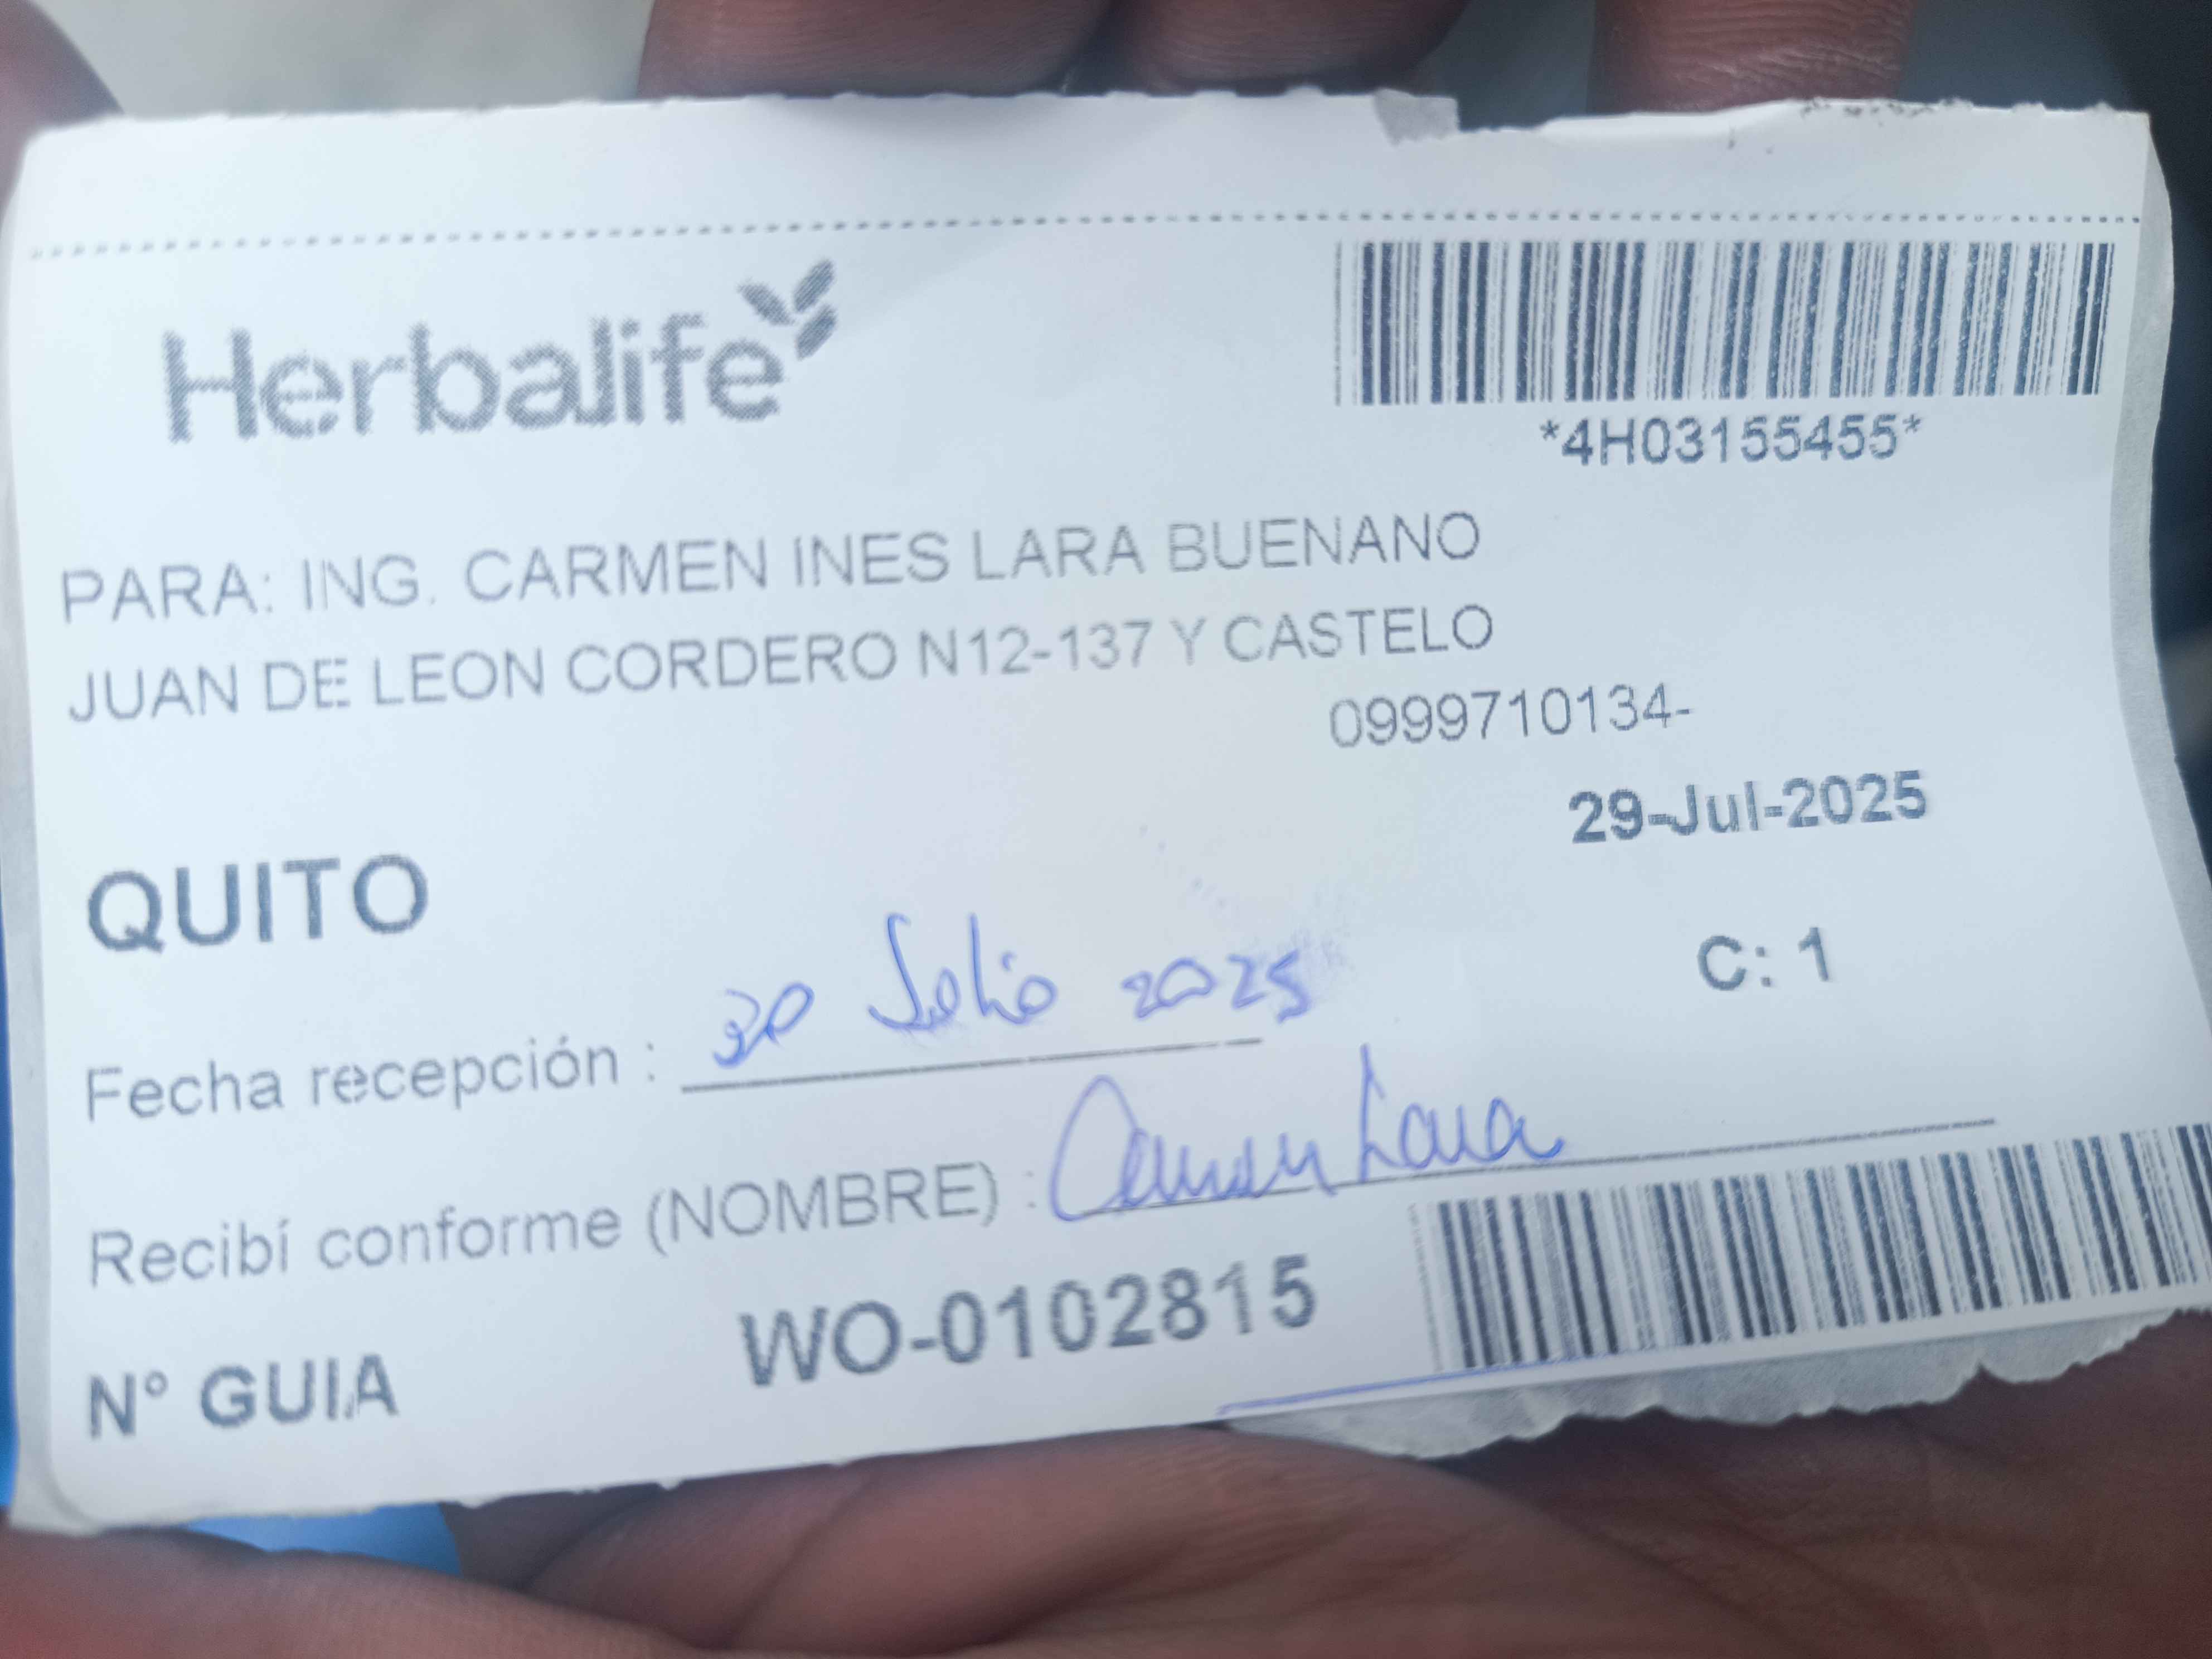 Herbalife
*4H03155455*
PARA: ING. CARMEN INES LARA BUENANO
JUAN DE LEON CORDERO N12-137 Y CASTELO
0999710134-
29-Jul-2025
QUITO
C: 1
Fecha recepción : 30 Julio 2025
Recibí conforme (NOMBRE) : Carmen Lara
N° GUIA WO-0102815